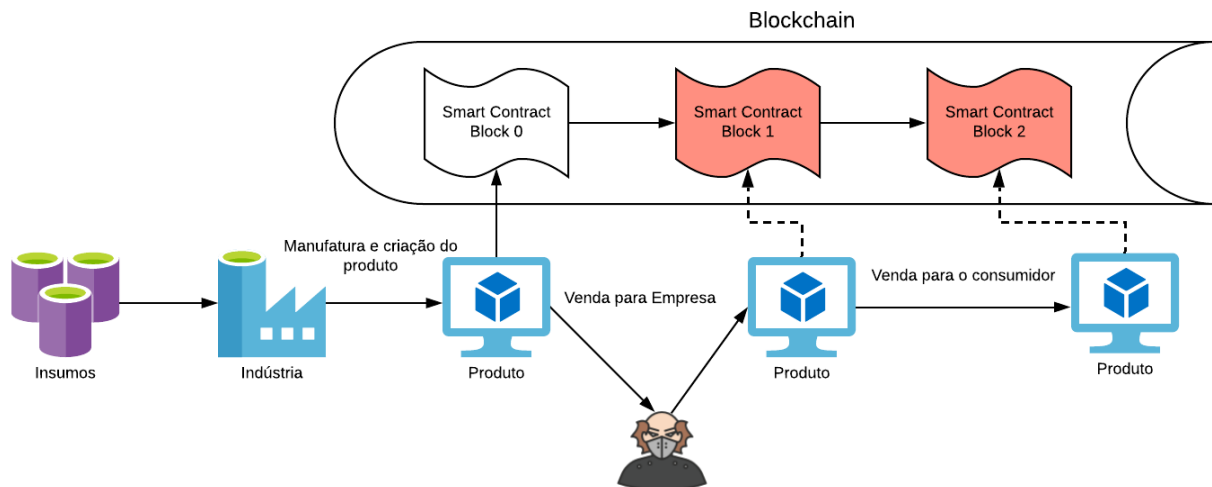 Blockchain
Smart Contract
Block 0
Smart Contract
Block 1
Smart Contract
Block 2
Manufatura e criação do
produto
Venda para Empresa
Venda para o consumidor
Insumos
Indústria
Produto
Produto
Produto